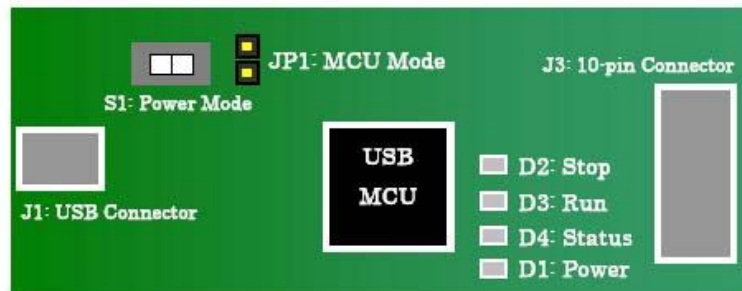 JP1: MCU Mode
J3: 10-pin Connector
S1: Power Mode
USB
MCU
D2: Stop
D3: Run
J1: USB Connector
D4: Status
D1: Power